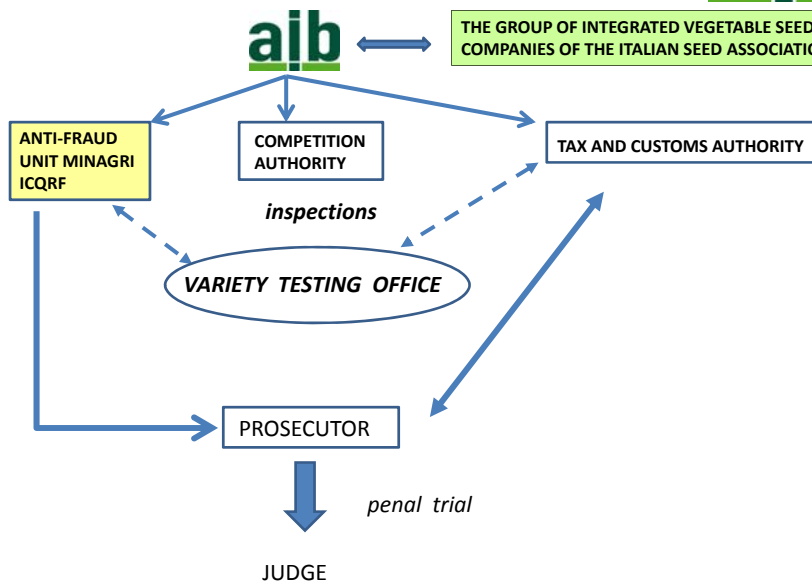 aib
THE GROUP OF INTEGRATED VEGETABLE SEED
COMPANIES OF THE ITALIAN SEED ASSOCIATIO
ANTI-FRAUD
UNIT MINAGRI
ICQRF
COMPETITION
AUTHORITY
TAX AND CUSTOMS AUTHORITY
inspections
VARIETY TESTING OFFICE
PROSECUTOR
penal trial
JUDGE